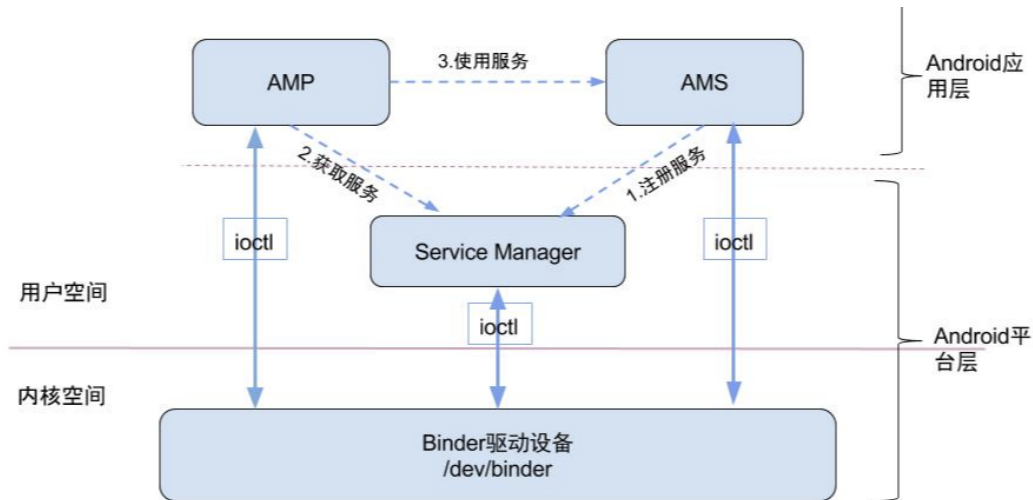 3.使用服务
AMP
AMS
Android应
用层
2.获取服务
1.注册服务
ioctl
Service Manager
ioctl
用户空间
ioctl
Android平
台层
内核空间
Binder驱动设备
/dev/binder